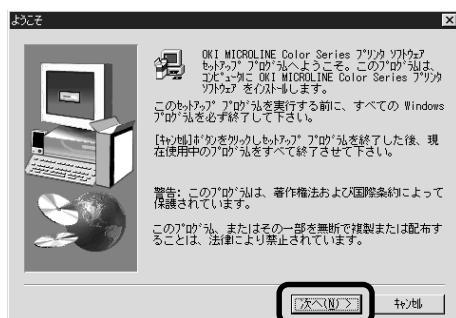 ようこそ
OKI MICROLINE Color Series プリンタ ソフトウェア
セットアップ プログラムへようこそ。このプログラムは、
コンピュータに OKI MICROLINE Color Series プリンタ
ソフトウェア をインストールします。
このセットアップ プログラムを実行する前に、すべての Windows
プログラムを必ず終了して下さい。
[キャンセル]ボタンをクリックしセットアップ プログラムを終了した後、現
在使用中のプログラムをすべて終了させて下さい。
警告: このプログラムは、著作権法および国際条約によって
保護されています。
このプログラム、またはその一部を無断で複製または配布す
ることは、法律により禁止されています。
次へ(N) >
キャンセル